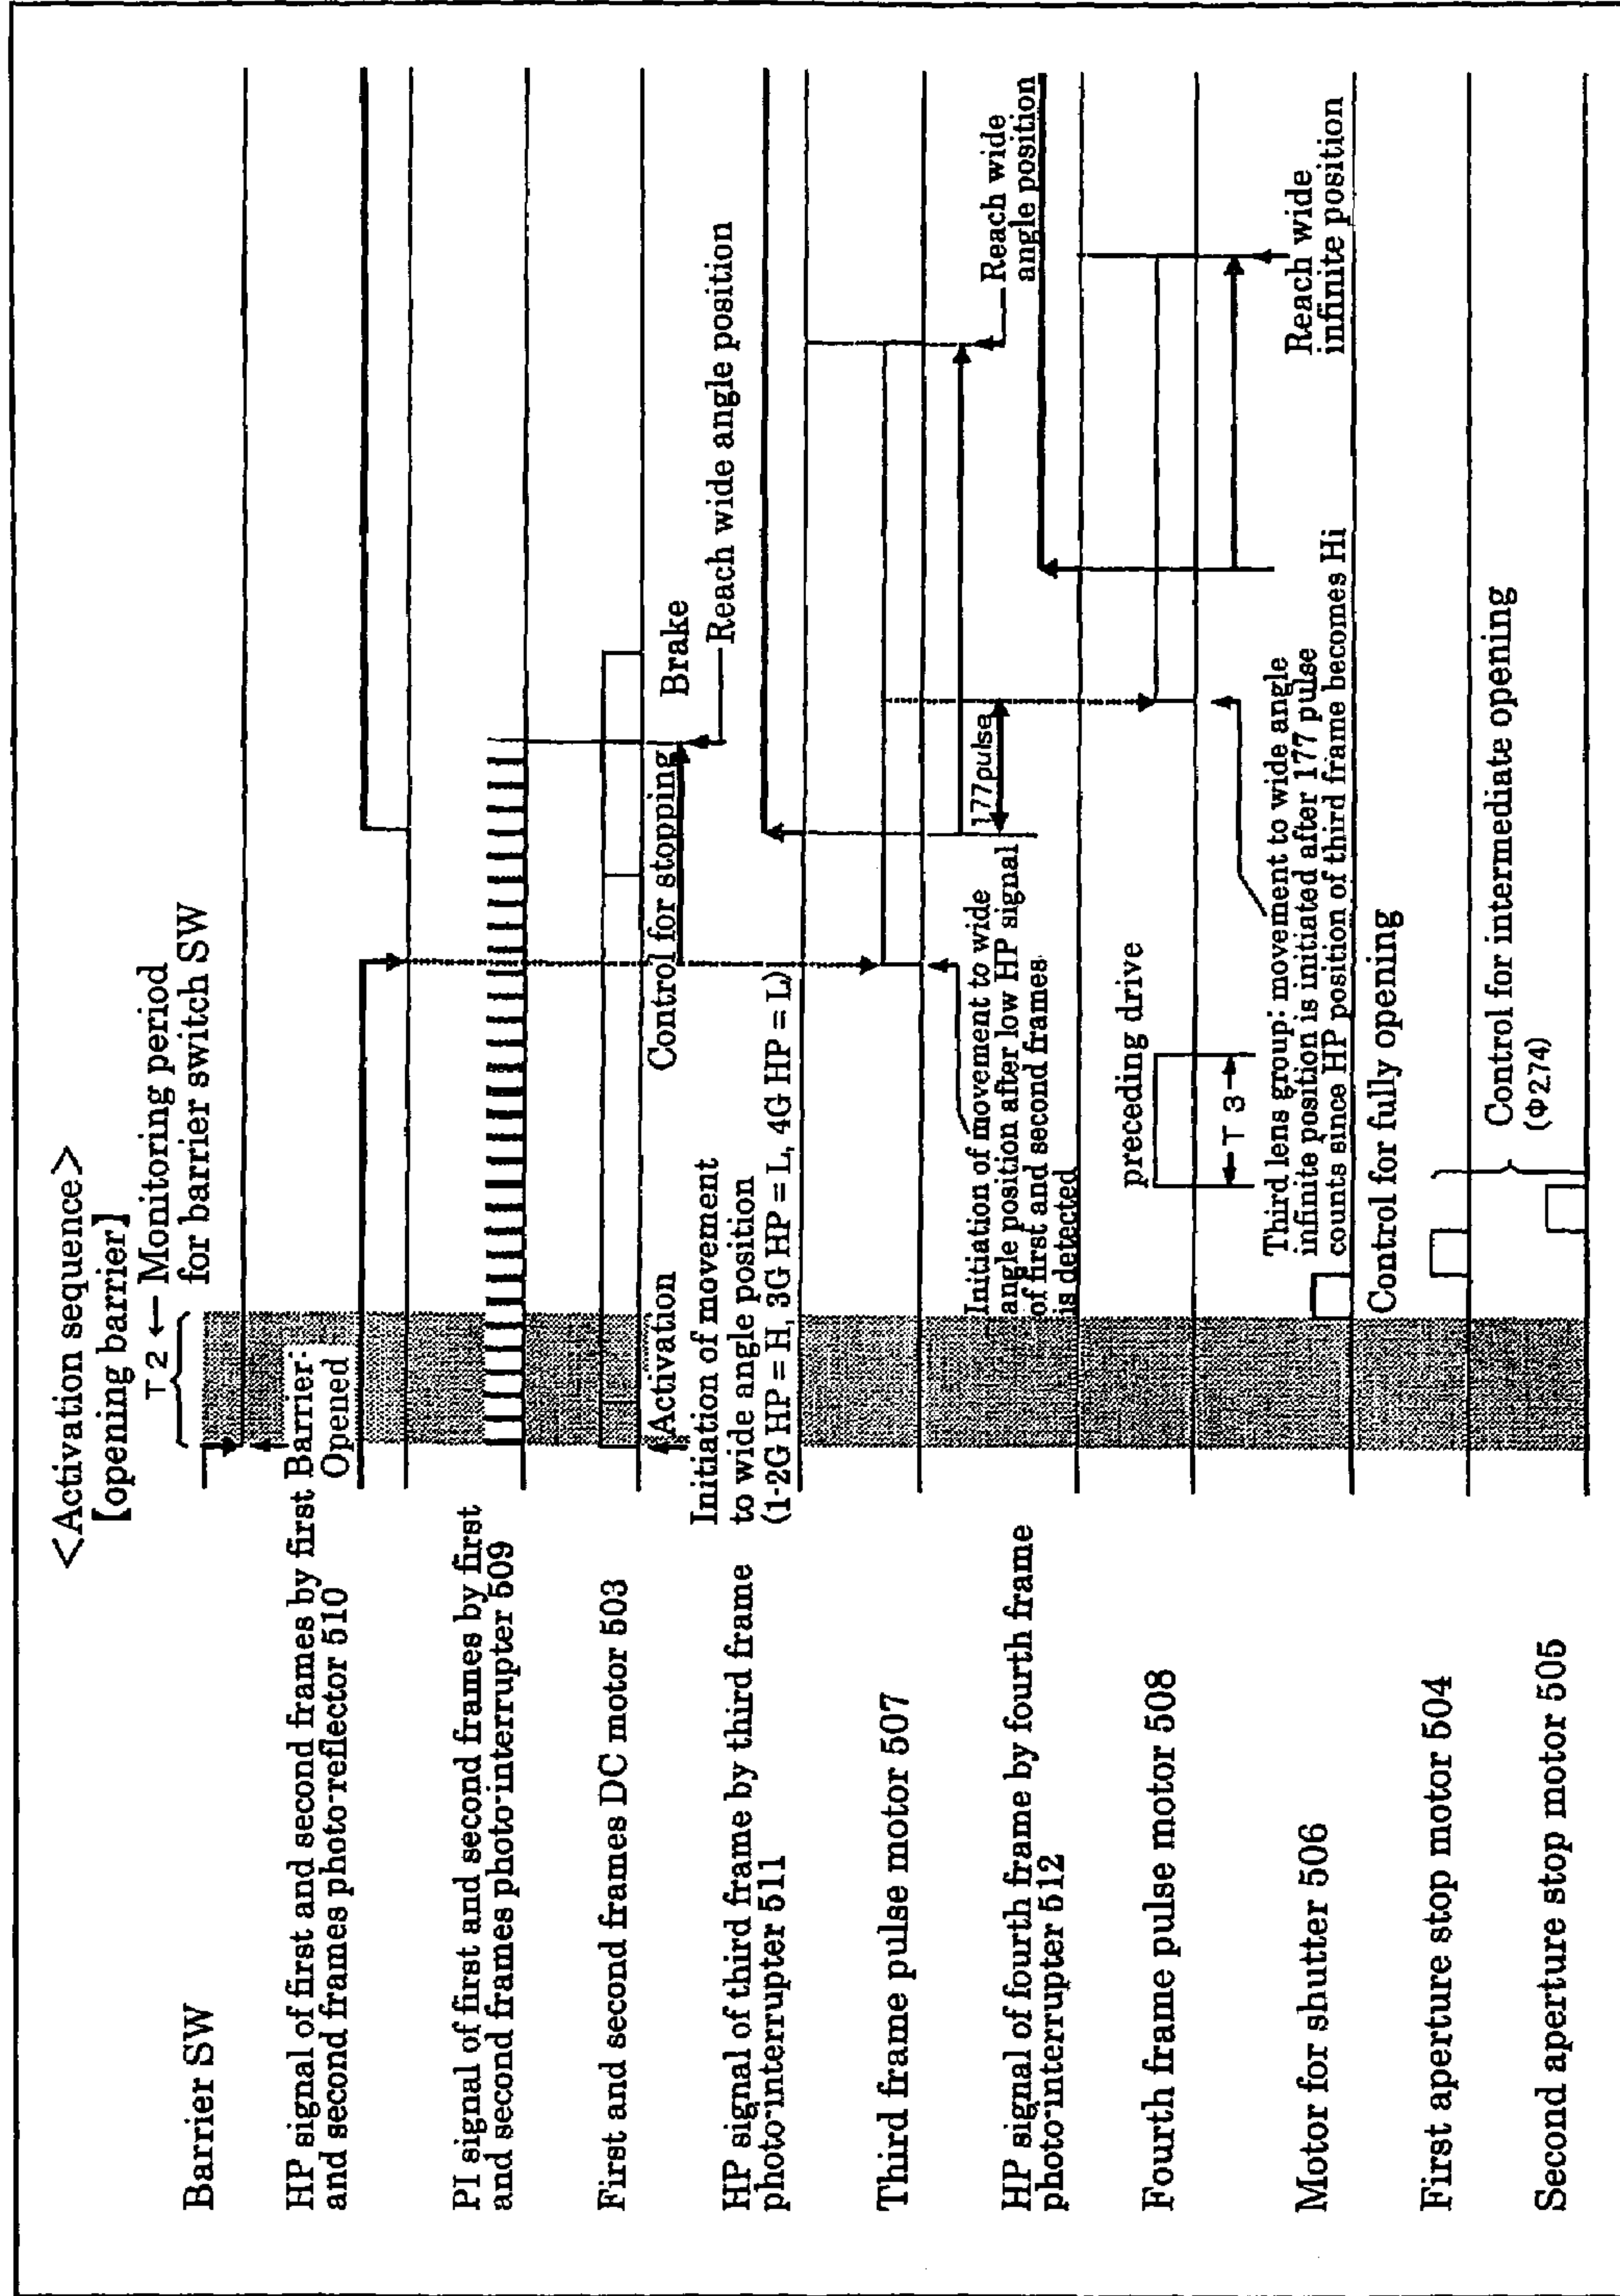 <Activation sequence>
[opening barrier]
T 2 ← Monitoring period
for barrier switch SW
Barrier SW
Barrier:
Opened
HP signal of first and second frames by first
and second frames photo-reflector 510
PI signal of first and second frames by first
and second frames photo-interrupter 509
First and second frames DC motor 503
Activation
Control for stopping
Brake
Reach wide angle position
Initiation of movement
to wide angle position
(1-2G HP = H, 3G HP = L, 4G HP = L)
HP signal of third frame by third frame
photo-interrupter 511
Third frame pulse motor 507
177pulse
Reach wide
angle position
Initiation of movement to wide
angle position after low HP signal
of first and second frames
is detected
HP signal of fourth frame by fourth frame
photo-interrupter 512
Fourth frame pulse motor 508
preceding drive
T 3
Reach wide
infinite position
Third lens group: movement to wide angle
infinite position is initiated after 177 pulse
counts since HP position of third frame becomes Hi
Motor for shutter 506
Control for fully opening
First aperture stop motor 504
Control for intermediate opening
(Φ2.74)
Second aperture stop motor 505